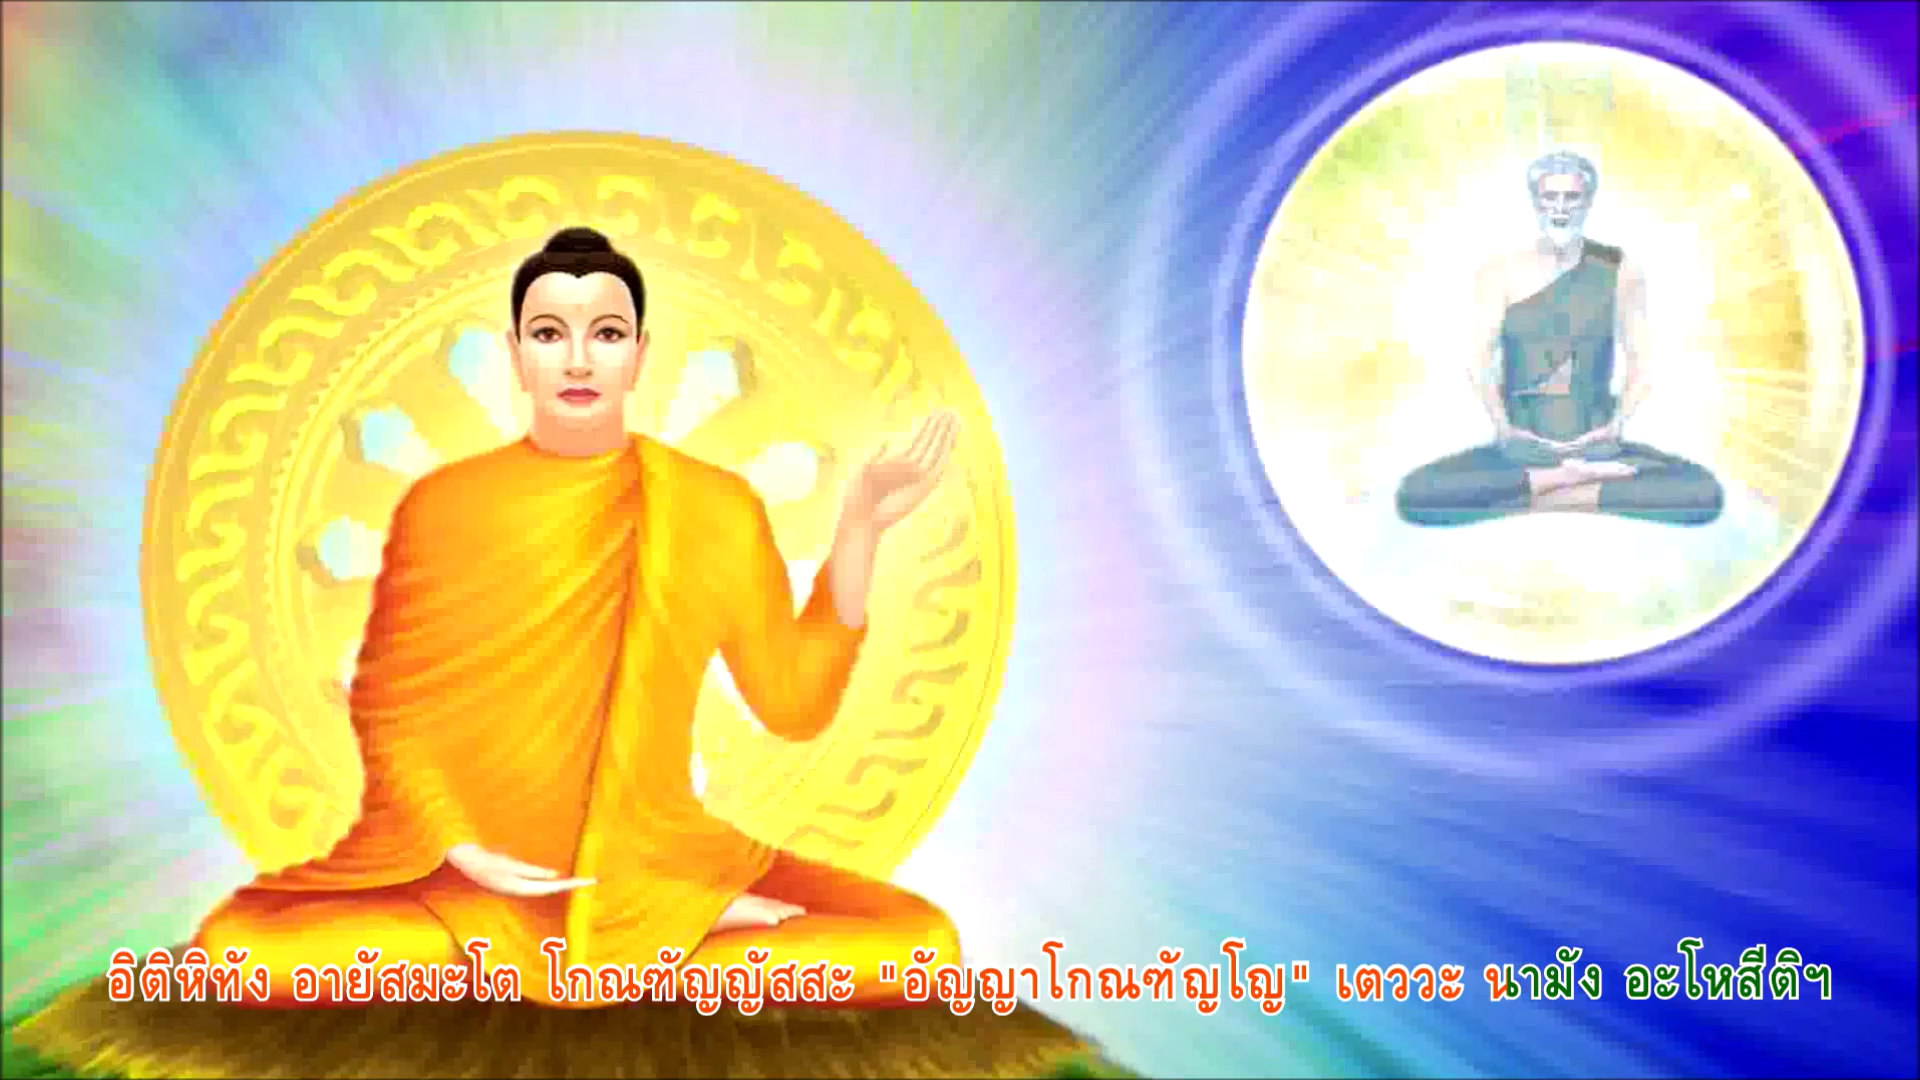 อิติหิทัง อายัสมะโต โกณฑัญญัสสะ "อัญญาโกณฑัญโญ" เตววะ นามัง อะโหสีติฯ